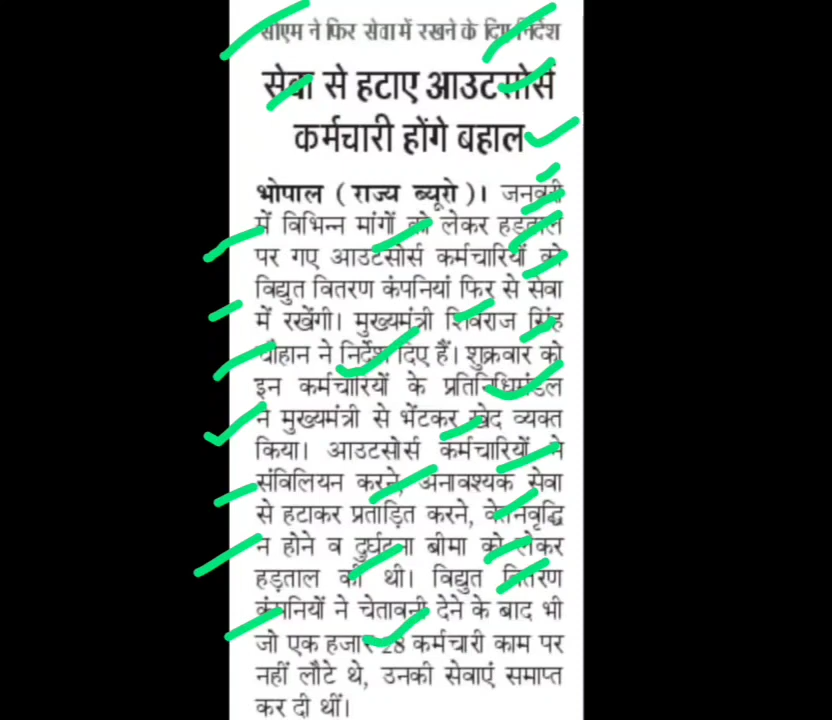 सीएम ने फिर सेवा में रखने के दिए निर्देश
सेवा से हटाए आउटसोर्स
कर्मचारी होंगे बहाल
भोपाल (राज्य ब्यूरो)। जनवरी
में विभिन्न मांगों को लेकर हड़ताल
पर गए आउटसोर्स कर्मचारियों को
विद्युत वितरण कंपनियां फिर से सेवा
में रखेंगी। मुख्यमंत्री शिवराज सिंह
चौहान ने निर्देश दिए हैं। शुक्रवार को
इन कर्मचारियों के प्रतिनिधिमंडल
ने मुख्यमंत्री से भेंटकर खेद व्यक्त
किया। आउटसोर्स कर्मचारियों ने
संविलियन करने, अनावश्यक सेवा
से हटाकर प्रताड़ित करने, वेतनवृद्धि
न होने व दुर्घटना बीमा को लेकर
हड़ताल की थी। विद्युत वितरण
कंपनियों ने चेतावनी देने के बाद भी
जो एक हजार 28 कर्मचारी काम पर
नहीं लौटे थे, उनकी सेवाएं समाप्त
कर दी थीं।